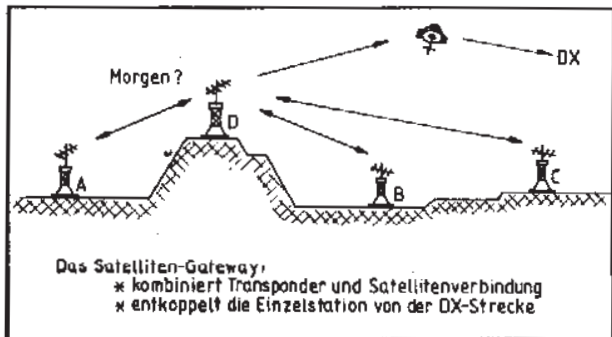 DX
Morgen?
D
A
B
C
Das Satelliten-Gateway:
* kombiniert Transponder und Satellitenverbindung
* entkoppelt die Einzelstation von der DX-Strecke